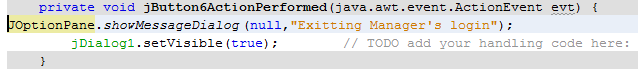 private void jButton6ActionPerformed(java.awt.event.ActionEvent evt) {
JOptionPane.showMessageDialog(null,"Exitting Manager's login");
jDialog1.setVisible(true);        // TODO add your handling code here:
}